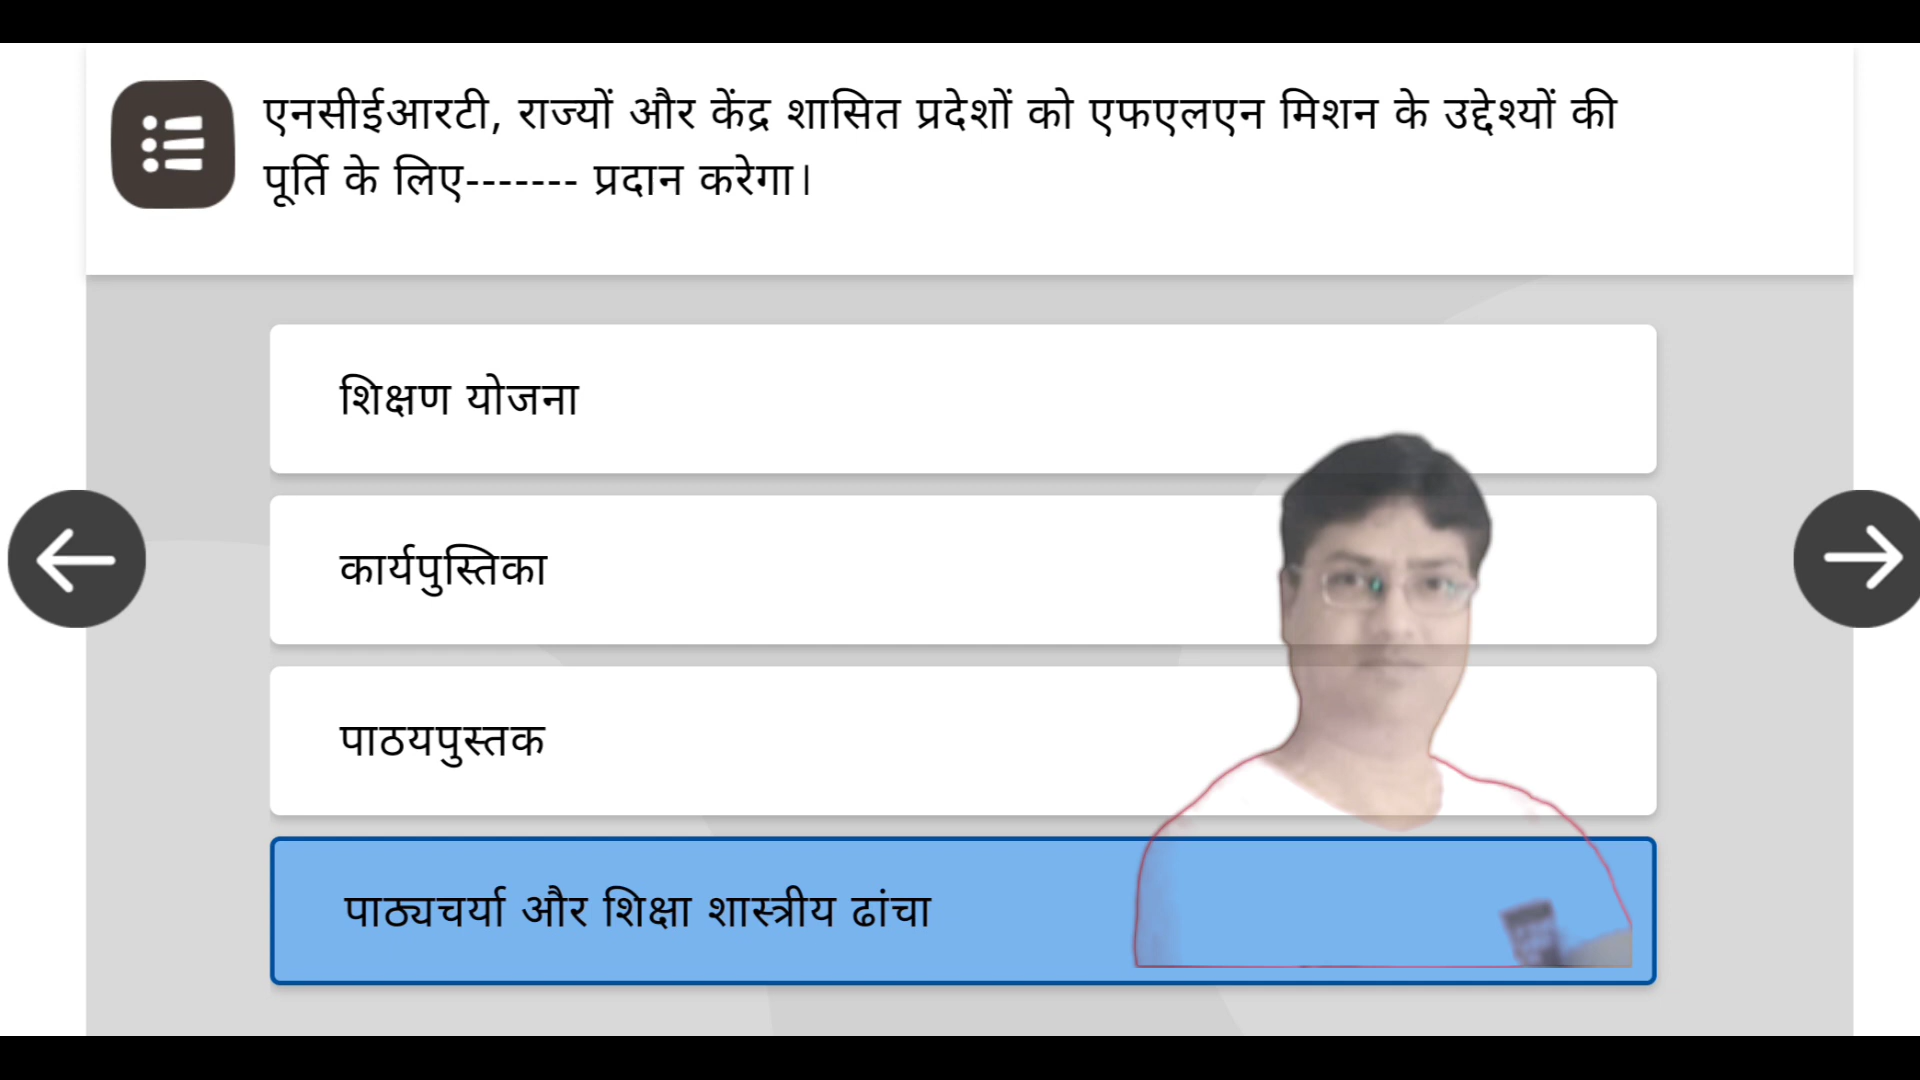 एनसीईआरटी, राज्यों और केंद्र शासित प्रदेशों को एफएलएन मिशन के उद्देश्यों की
पूर्ति के लिए------- प्रदान करेगा।
शिक्षण योजना
कार्यपुस्तिका
पाठयपुस्तक
पाठ्यचर्या और शिक्षा शास्त्रीय ढांचा